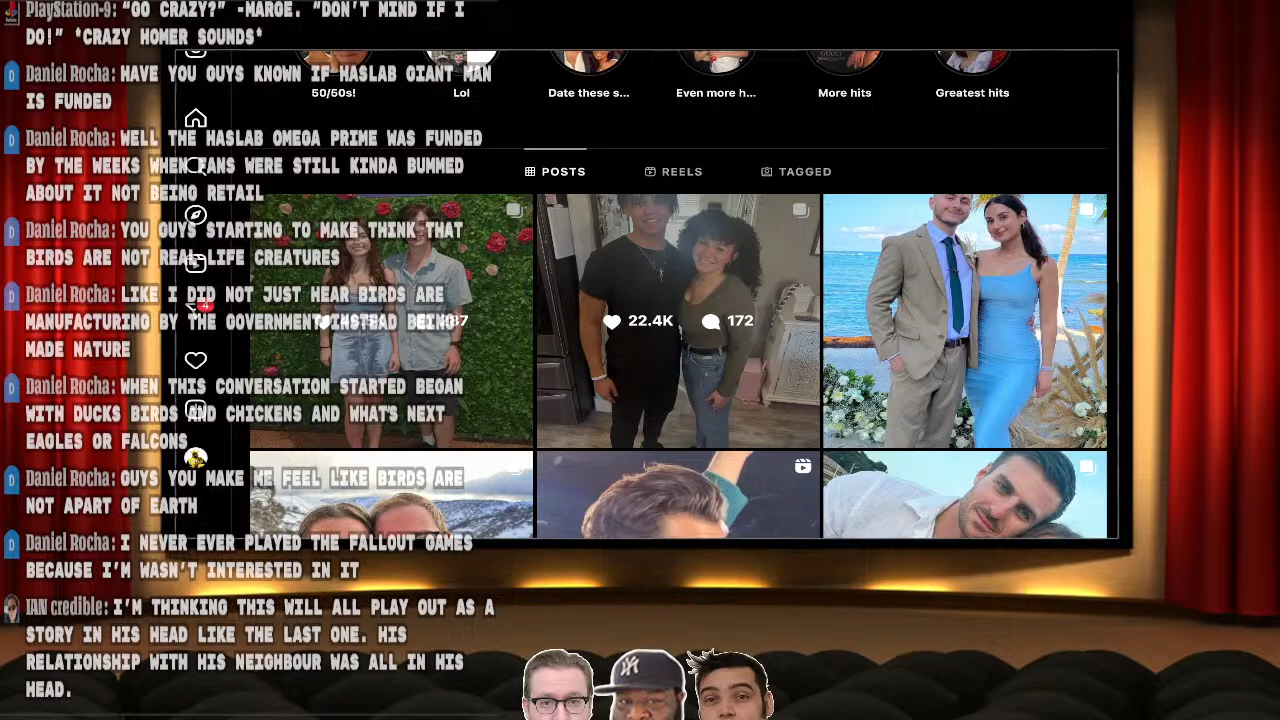 PlayStation-9: "GO CRAZY?" -MARGE. "DON'T MIND IF I
DO!" *CRAZY HOMER SOUNDS*
Daniel Rocha: HAVE YOU GUYS KNOWN IF HASLAB GIANT MAN
IS FUNDED
Daniel Rocha: WELL THE HASLAB OMEGA PRIME WAS FUNDED
BY THE WEEKS WHEN FANS WERE STILL KINDA BUMMED
ABOUT IT NOT BEING RETAIL
Daniel Rocha: YOU GUYS STARTING TO MAKE THINK THAT
BIRDS ARE NOT REAL LIFE CREATURES
Daniel Rocha: LIKE I DID NOT JUST HEAR BIRDS ARE
MANUFACTURING BY THE GOVERNMENT INSTEAD BEING
MADE NATURE
Daniel Rocha: WHEN THIS CONVERSATION STARTED BEGAN
WITH DUCKS BIRDS AND CHICKENS AND WHAT'S NEXT
EAGLES OR FALCONS
Daniel Rocha: GUYS YOU MAKE ME FEEL LIKE BIRDS ARE
NOT APART OF EARTH
Daniel Rocha: I NEVER EVER PLAYED THE FALLOUT GAMES
BECAUSE I'M WASN'T INTERESTED IN IT
IAN credible: I'M THINKING THIS WILL ALL PLAY OUT AS A
STORY IN HIS HEAD LIKE THE LAST ONE. HIS
RELATIONSHIP WITH HIS NEIGHBOUR WAS ALL IN HIS
HEAD.
50/50s! Lol Date these s... Even more h... More hits Greatest hits
POSTS REELS TAGGED
4
22.4K 172